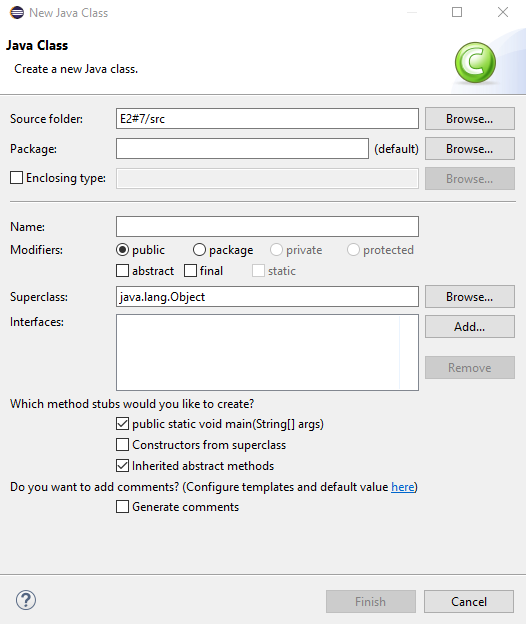 New Java Class
Java Class
Create a new Java class.
Source folder: E2#7/src Browse...
Package: (default) Browse...
Enclosing type: Browse...
Name:
Modifiers: public package private protected
abstract final static
Superclass: java.lang.Object Browse...
Interfaces: Add...
Remove
Which method stubs would you like to create?
public static void main(String[] args)
Constructors from superclass
Inherited abstract methods
Do you want to add comments? (Configure templates and default value here)
Generate comments
? Finish Cancel